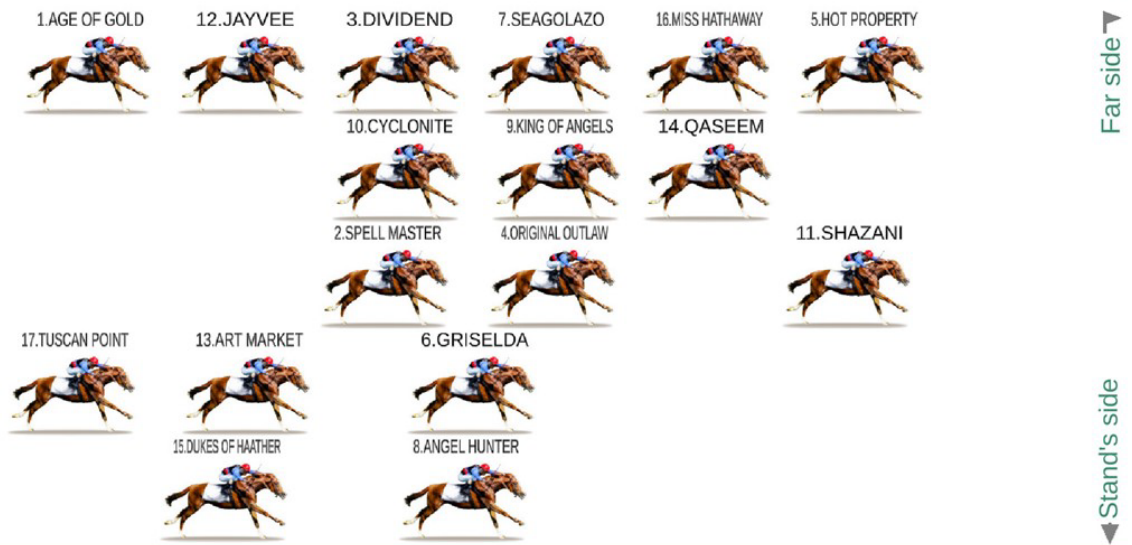 1.AGE OF GOLD
12.JAYVEE
3.DIVIDEND
7.SEAGOLAZO
16.MISS HATHAWAY
5.HOT PROPERTY
Far side
10.CYCLONITE
9.KING OF ANGELS
14.QASEEM
2.SPELL MASTER
4.ORIGINAL OUTLAW
11.SHAZANI
17.TUSCAN POINT
13.ART MARKET
6.GRISELDA
15.DUKES OF HAATHER
8.ANGEL HUNTER
Stand's side